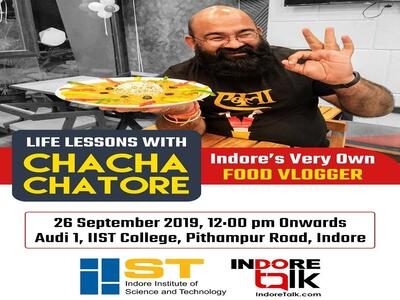 LIFE LESSONS WITH
CHACHA
CHATORE
Indore's Very Own
FOOD VLOGGER
26 September 2019, 12:00 pm Onwards
Audi 1, IIST College, Pithampur Road, Indore
IIST
Indore Institute of
Science and Technology
INDORE
talk
IndoreTalk.com